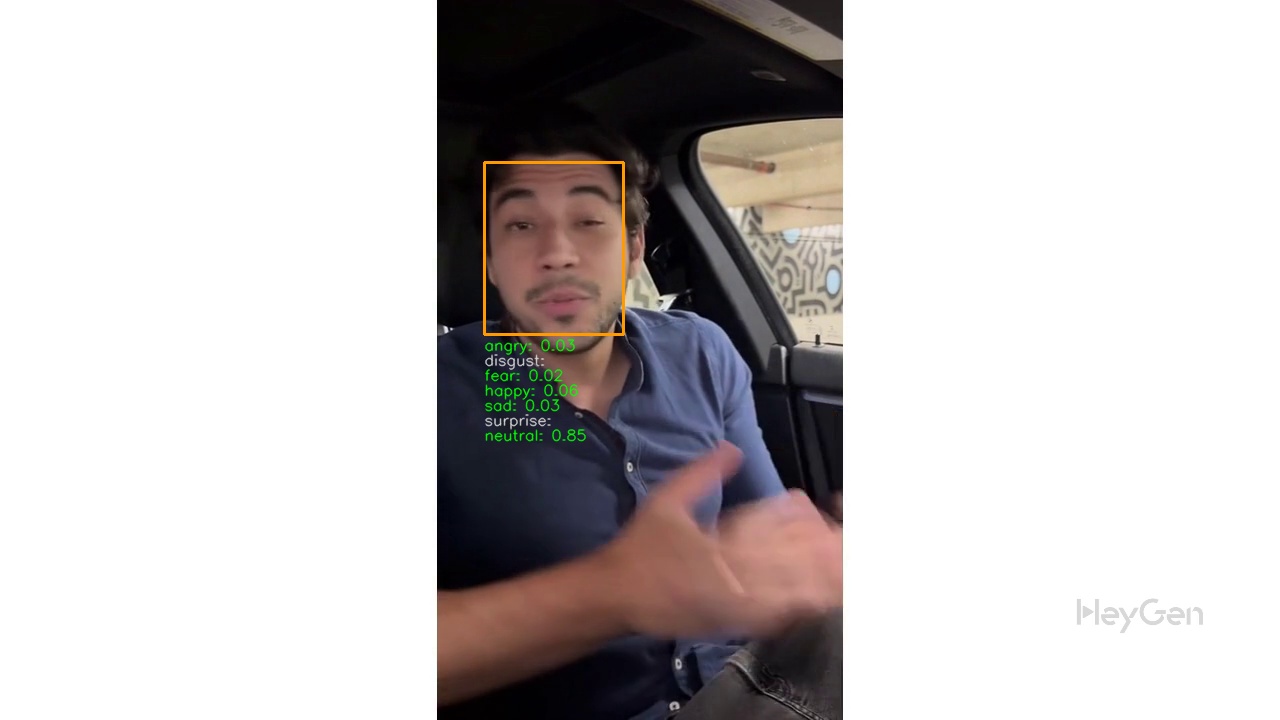 angry: 0.03
disgust:
fear: 0.02
happy: 0.06
sad: 0.03
surprise:
neutral: 0.85
HeyGen